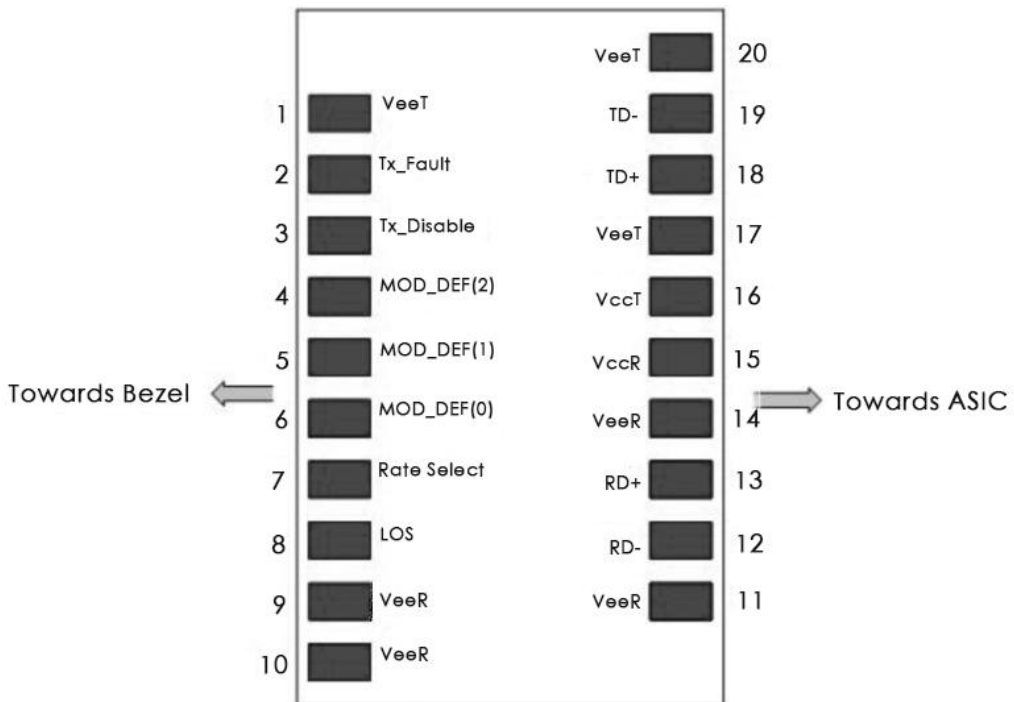 VeeT 20
1 VeeT TD- 19
2 Tx_Fault TD+ 18
3 Tx_Disable VeeT 17
4 MOD_DEF(2) VccT 16
5 MOD_DEF(1) VccR 15
Towards Bezel Towards ASIC
6 MOD_DEF(0) VeeR 14
7 Rate Select RD+ 13
8 LOS RD- 12
9 VeeR VeeR 11
10 VeeR